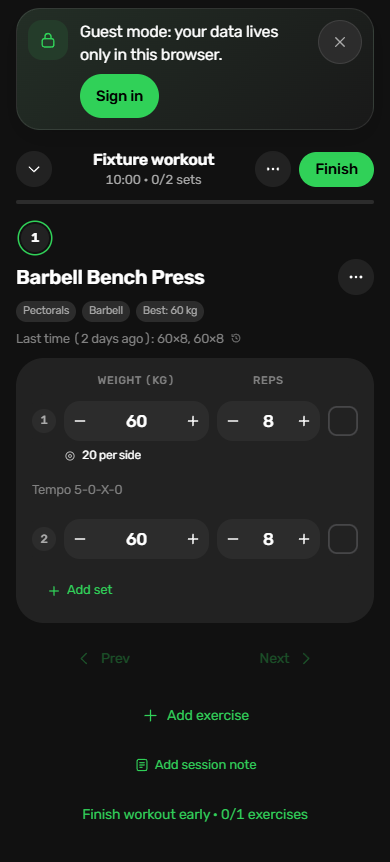 Guest mode: your data lives
only in this browser.
Sign in
Fixture workout
10:00 • 0/2 sets
Finish
1
Barbell Bench Press
Pectorals
Barbell
Best: 60 kg
Last time (2 days ago): 60×8, 60×8
WEIGHT (KG) REPS
1 − 60 + − 8 +
20 per side
Tempo 5-0-X-0
2 − 60 + − 8 +
+ Add set
Prev Next
+ Add exercise
Add session note
Finish workout early • 0/1 exercises